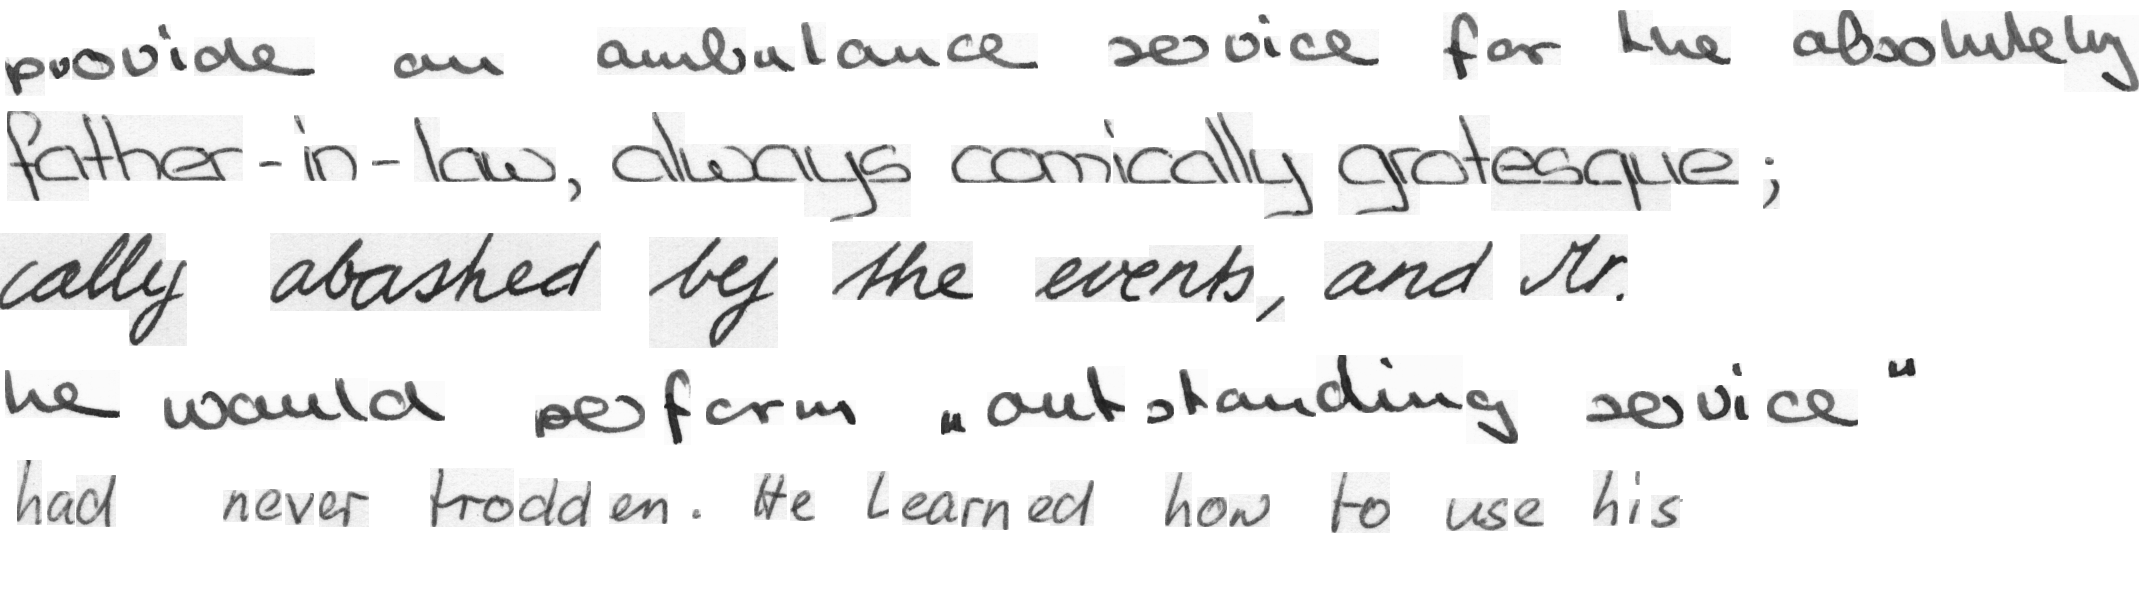 provide an ambulance service for the absolutely
father-in-law, always comically grotesque;
cally abashed by the events, and Mr.
he would perform „outstanding service"
had never trodden. He learned how to use his